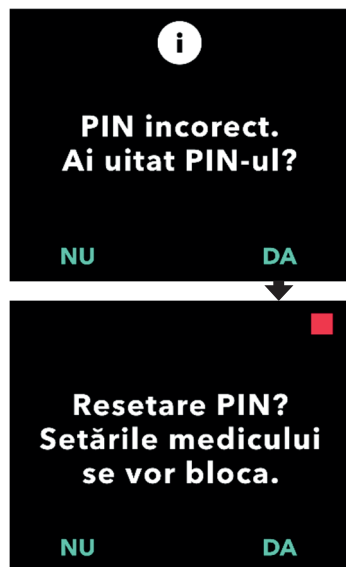 i
PIN incorect.
Ai uitat PIN-ul?
NU DA
Resetare PIN?
Setările medicului
se vor bloca.
NU DA